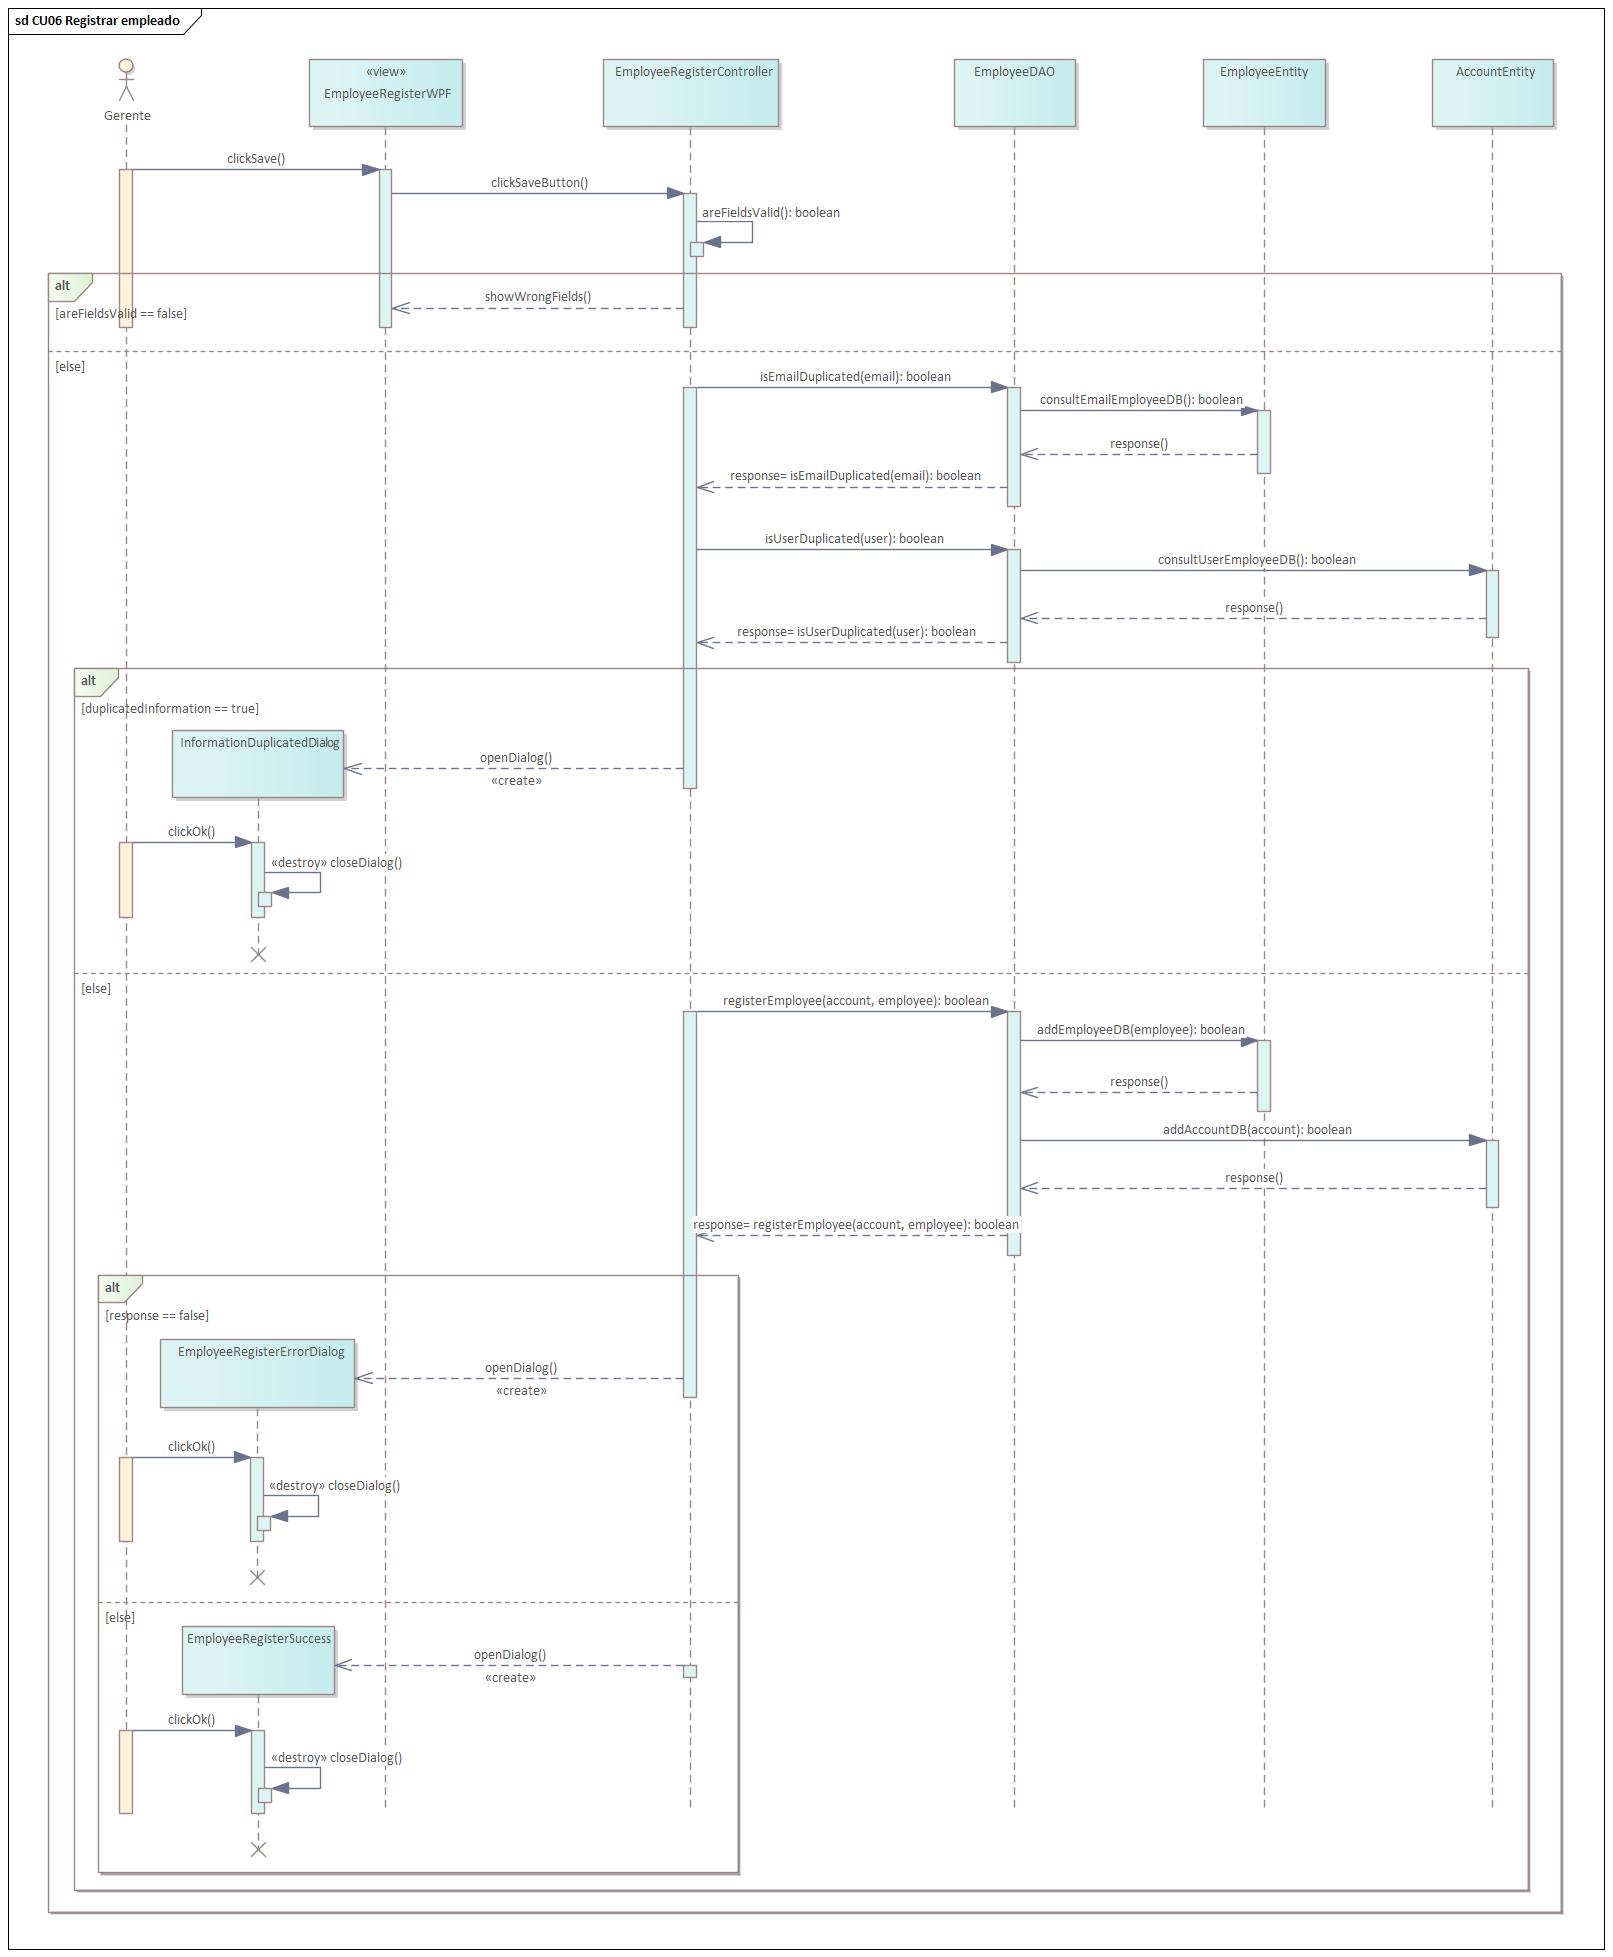 sd CU06 Registrar empleado
Gerente
«view»
EmployeeRegisterWPF
EmployeeRegisterController
EmployeeDAO
EmployeeEntity
AccountEntity
clickSave()
clickSaveButton()
areFieldsValid(): boolean
alt
showWrongFields()
[areFieldsValid == false]
[else]
isEmailDuplicated(email): boolean
consultEmailEmployeeDB(): boolean
response()
response= isEmailDuplicated(email): boolean
isUserDuplicated(user): boolean
consultUserEmployeeDB(): boolean
response()
response= isUserDuplicated(user): boolean
alt
[duplicatedInformation == true]
InformationDuplicatedDialog
openDialog()
«create»
clickOk()
«destroy» closeDialog()
[else]
registerEmployee(account, employee): boolean
addEmployeeDB(employee): boolean
response()
addAccountDB(account): boolean
response()
response= registerEmployee(account, employee): boolean
alt
[response == false]
EmployeeRegisterErrorDialog
openDialog()
«create»
clickOk()
«destroy» closeDialog()
[else]
EmployeeRegisterSuccess
openDialog()
«create»
clickOk()
«destroy» closeDialog()